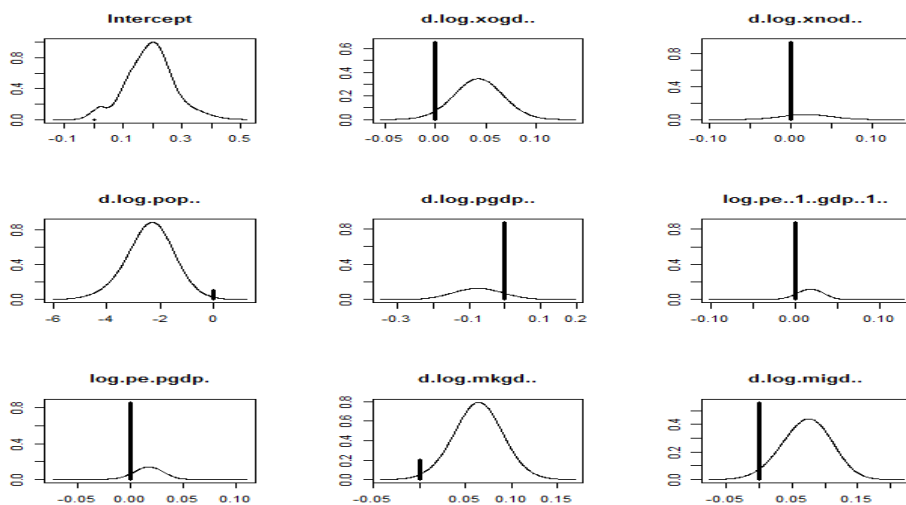 Intercept
d.log.xogd..
d.log.xnod..
0.0 0.4 0.8
-0.1 0.1 0.3 0.5
0.0 0.2 0.4 0.6
-0.05 0.00 0.05 0.10
0.0 0.4 0.8
-0.10 0.00 0.10
d.log.pop..
d.log.pgdp..
log.pe..1..gdp..1..
0.0 0.4 0.8
-6 -4 -2 0
0.0 0.4 0.8
-0.3 -0.1 0.1 0.2
0.0 0.4 0.8
-0.10 0.00 0.10
log.pe.pgdp.
d.log.mkgd..
d.log.migd..
0.0 0.4 0.8
-0.05 0.00 0.05 0.10
0.0 0.2 0.4 0.6 0.8
-0.05 0.05 0.15
0.0 0.2 0.4
-0.05 0.05 0.15